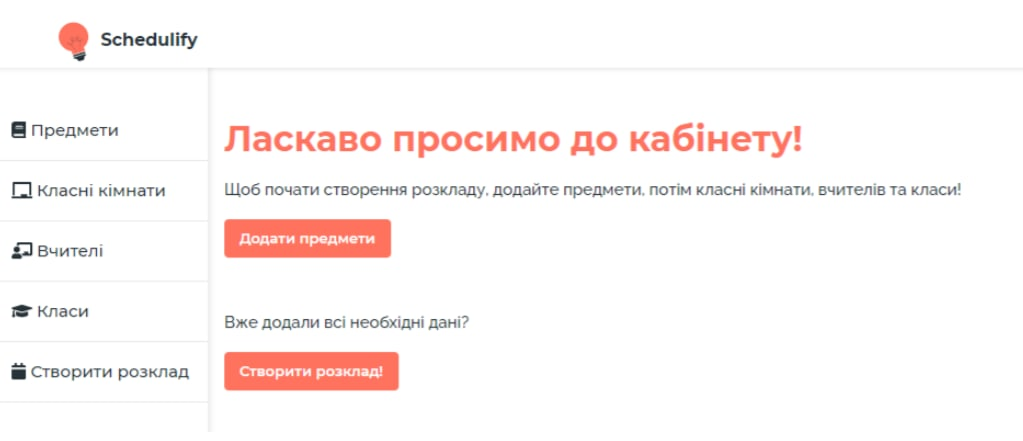 Schedulify
Предмети
Класні кімнати
Вчителі
Класи
Створити розклад
Ласкаво просимо до кабінету!
Щоб почати створення розкладу, додайте предмети, потім класні кімнати, вчителів та класи!
Додати предмети
Вже додали всі необхідні дані?
Створити розклад!